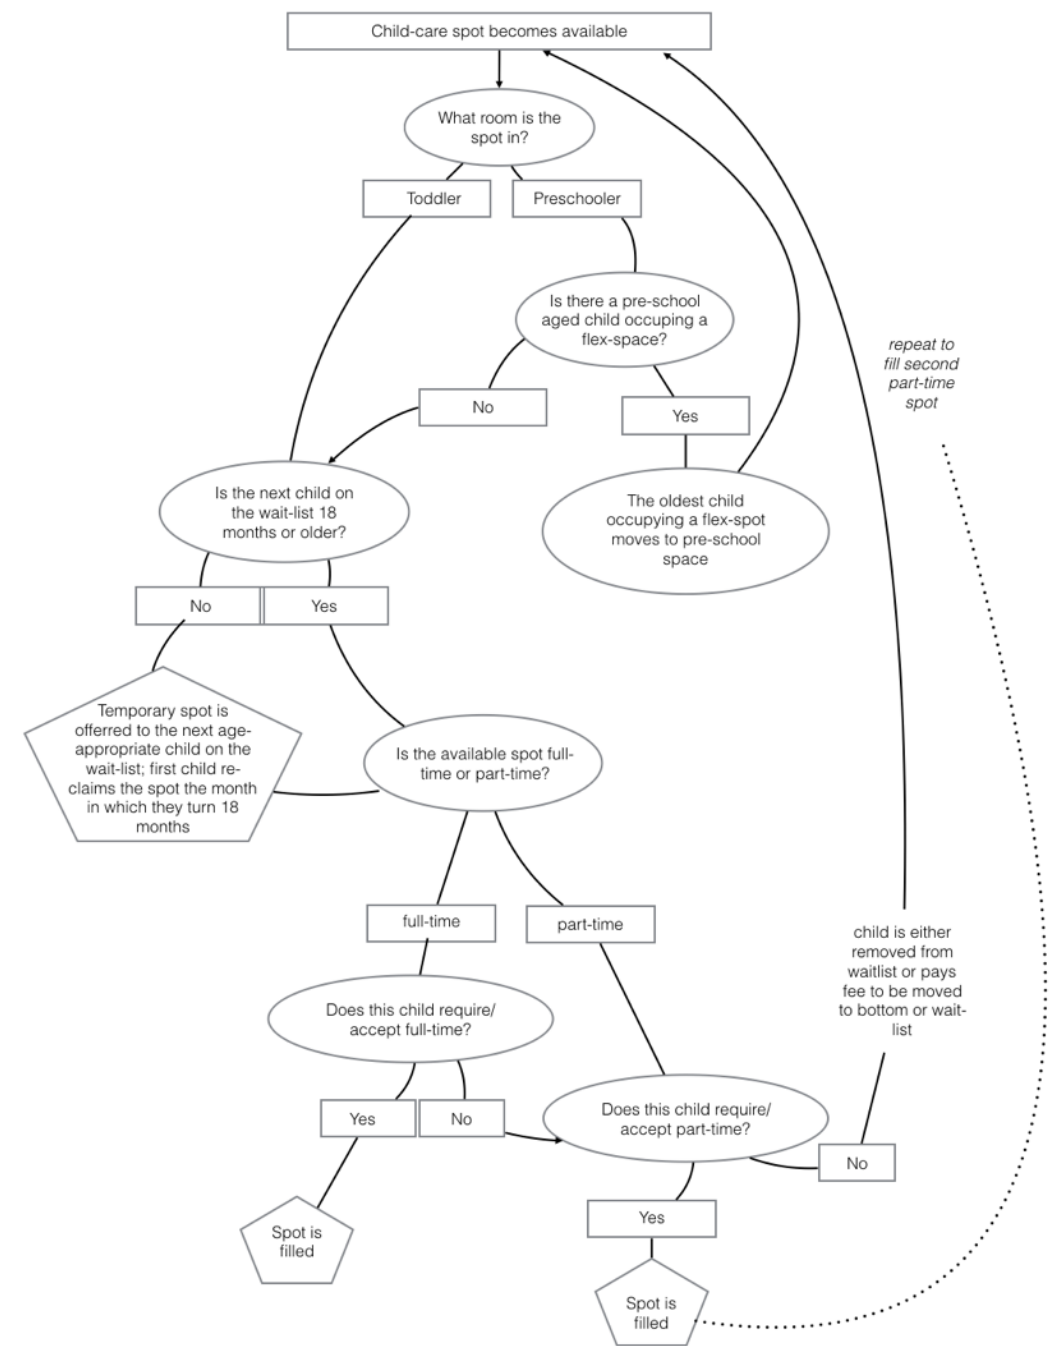 Child-care spot becomes available
What room is the
spot in?
Toddler
Preschooler
Is there a pre-school
aged child occuping a
flex-space?
No
Yes
repeat to
fill second
part-time
spot
Is the next child on
the wait-list 18
months or older?
The oldest child
occupying a flex-spot
moves to pre-school
space
No
Yes
Temporary spot is
offerred to the next age-
appropriate child on the
wait-list; first child re-
claims the spot the month
in which they turn 18
months
Is the available spot full-
time or part-time?
full-time
part-time
child is either
removed from
waitlist or pays
fee to be moved
to bottom or wait-
list
Does this child require/
accept full-time?
Yes
No
Does this child require/
accept part-time?
No
Yes
Spot is
filled
Spot is
filled